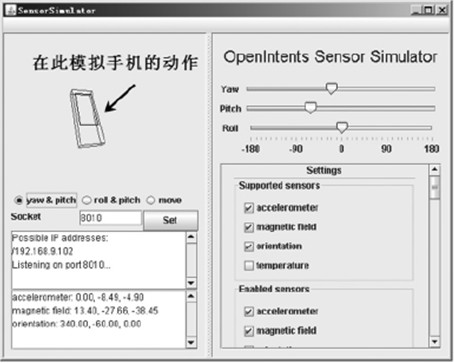 SensorSimulator
在此模拟手机的动作
yaw & pitch
roll & pitch
move
Socket
8010
Set
Possible IP addresses:
/192.168.9.102
Listening on port 8010...
accelerometer: 0.00, -8.49, -4.90
magnetic field: 13.40, -27.66, -38.45
orientation: 340.00, -60.00, 0.00
OpenIntents Sensor Simulator
Yaw
Pitch
Roll
-180 -90 0 90 180
Settings
Supported sensors
accelerometer
magnetic field
orientation
temperature
Enabled sensors
accelerometer
magnetic field